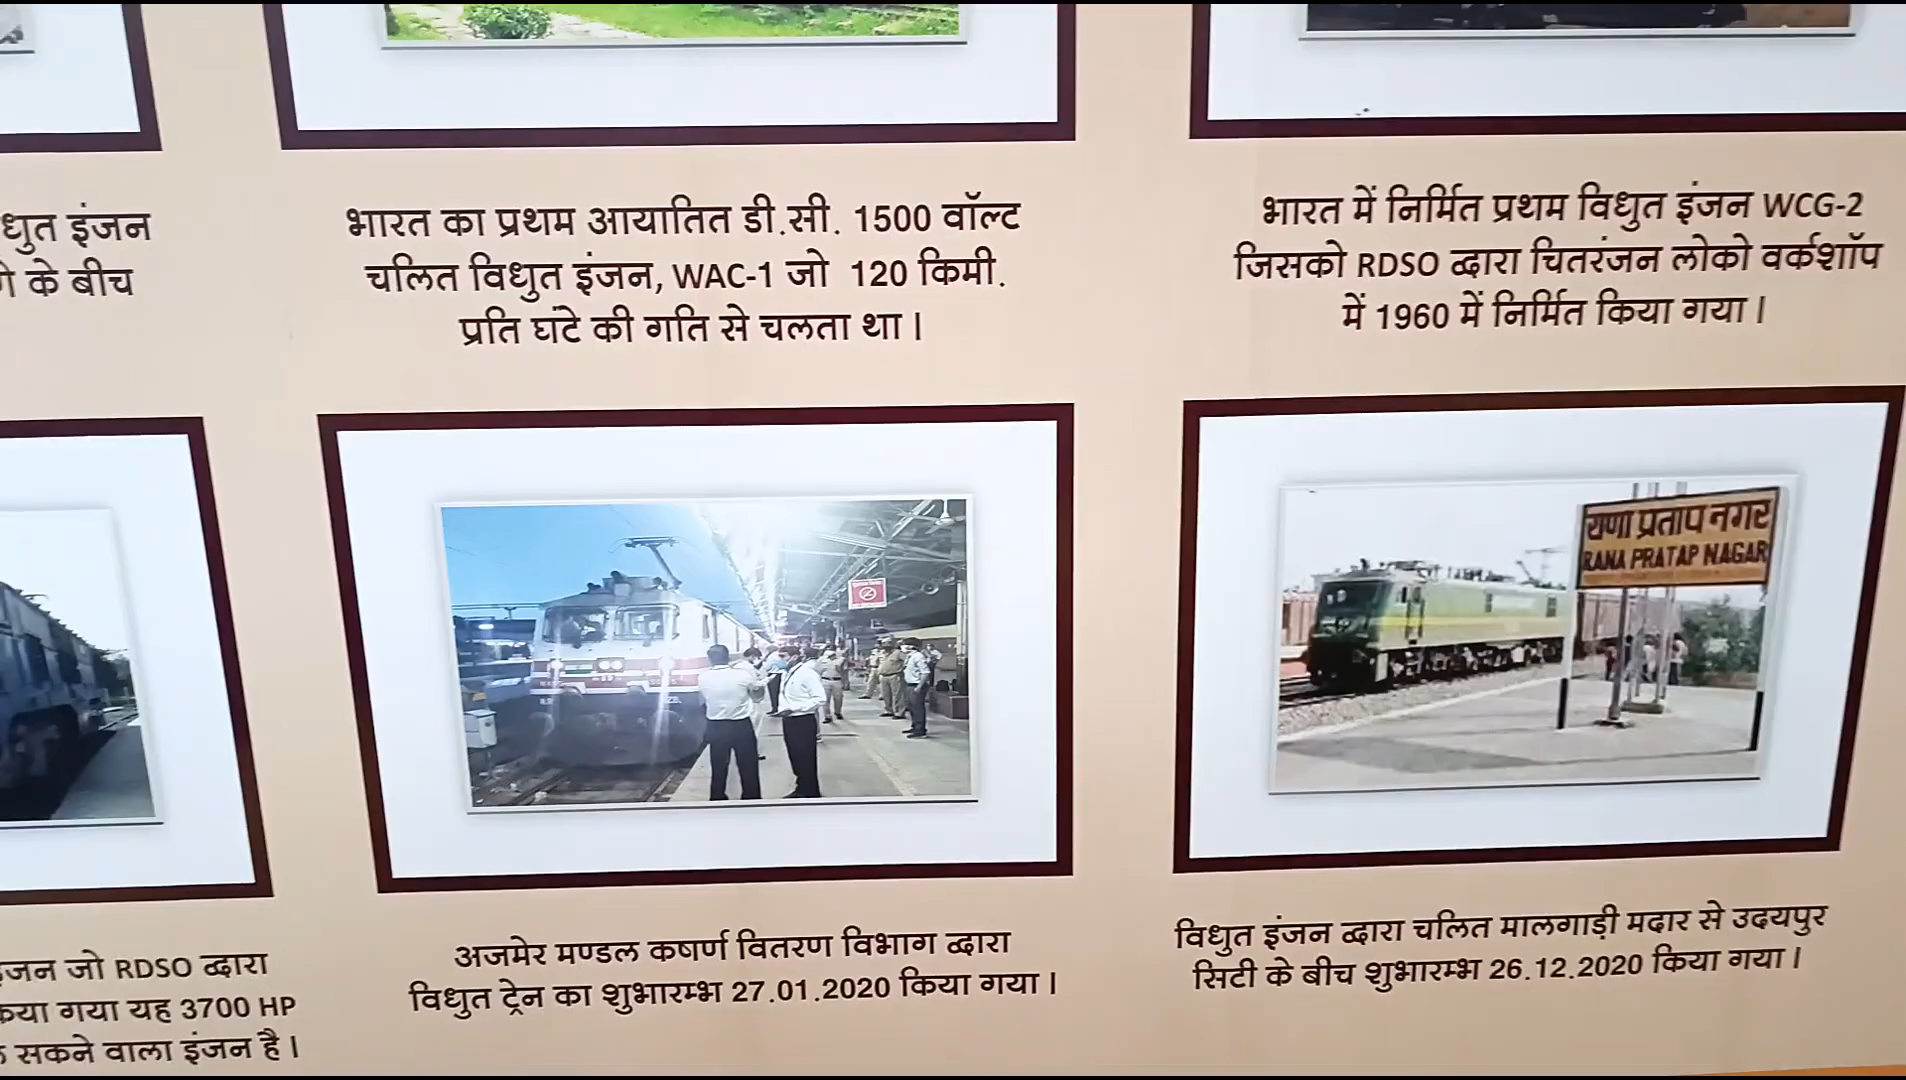 धुत इंजन
के बीच
भारत का प्रथम आयातित डी.सी. 1500 वॉल्ट
चलित विधुत इंजन, WAC-1 जो 120 किमी.
प्रति घंटे की गति से चलता था।
भारत में निर्मित प्रथम विधुत इंजन WCG-2
जिसको RDSO द्वारा चितरंजन लोको वर्कशॉप
में 1960 में निर्मित किया गया।
राणा प्रताप नगर
RANA PRATAP NAGAR
जन जो RDSO द्वारा
कया गया यह 3700 HP
सकने वाला इंजन है।
अजमेर मण्डल कषर्ण वितरण विभाग द्वारा
विधुत ट्रेन का शुभारम्भ 27.01.2020 किया गया।
विधुत इंजन द्वारा चलित मालगाड़ी मदार से उदयपुर
सिटी के बीच शुभारम्भ 26.12.2020 किया गया।